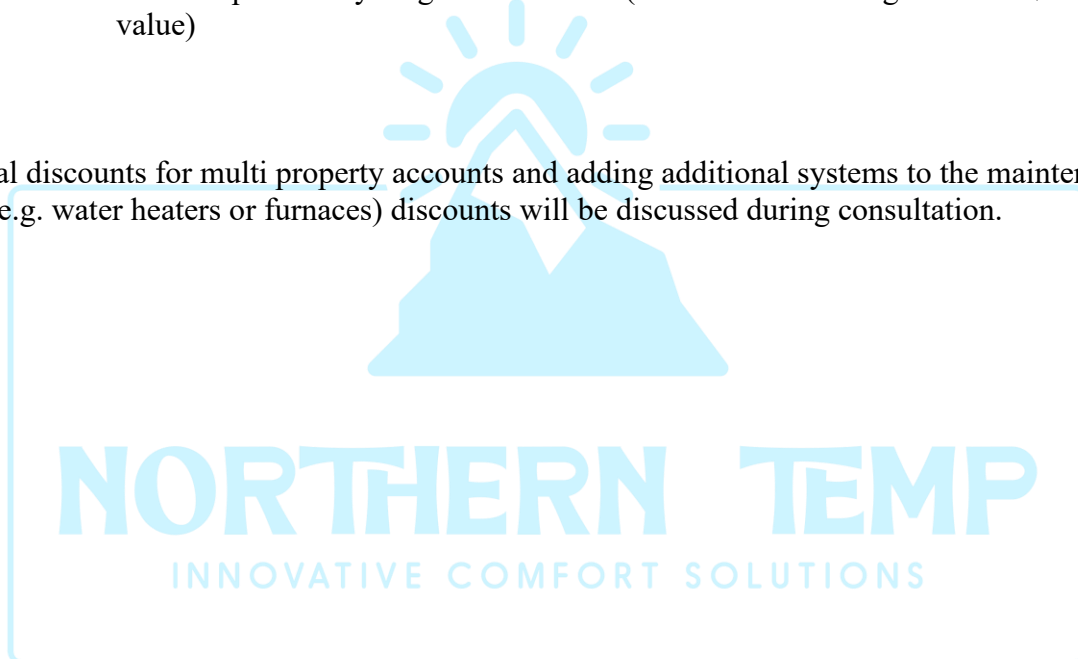 value)
al discounts for multi property accounts and adding additional systems to the mainten
e.g. water heaters or furnaces) discounts will be discussed during consultation.
NORTHERN TEMP
INNOVATIVE COMFORT SOLUTIONS